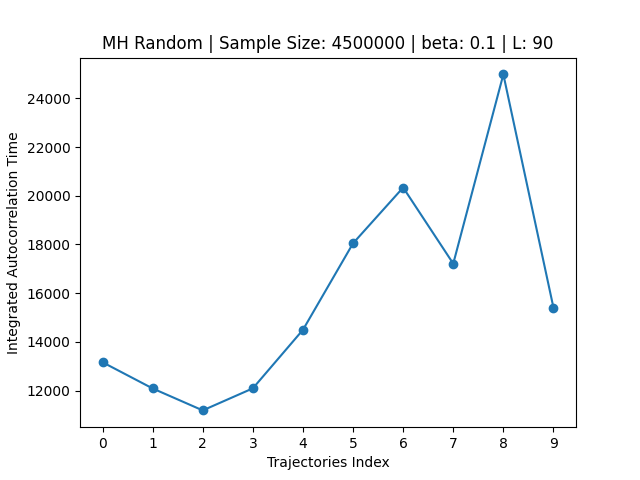 MH Random | Sample Size: 4500000 | beta: 0.1 | L: 90
Integrated Autocorrelation Time
24000
22000
20000
18000
16000
14000
12000
0 1 2 3 4 5 6 7 8 9
Trajectories Index